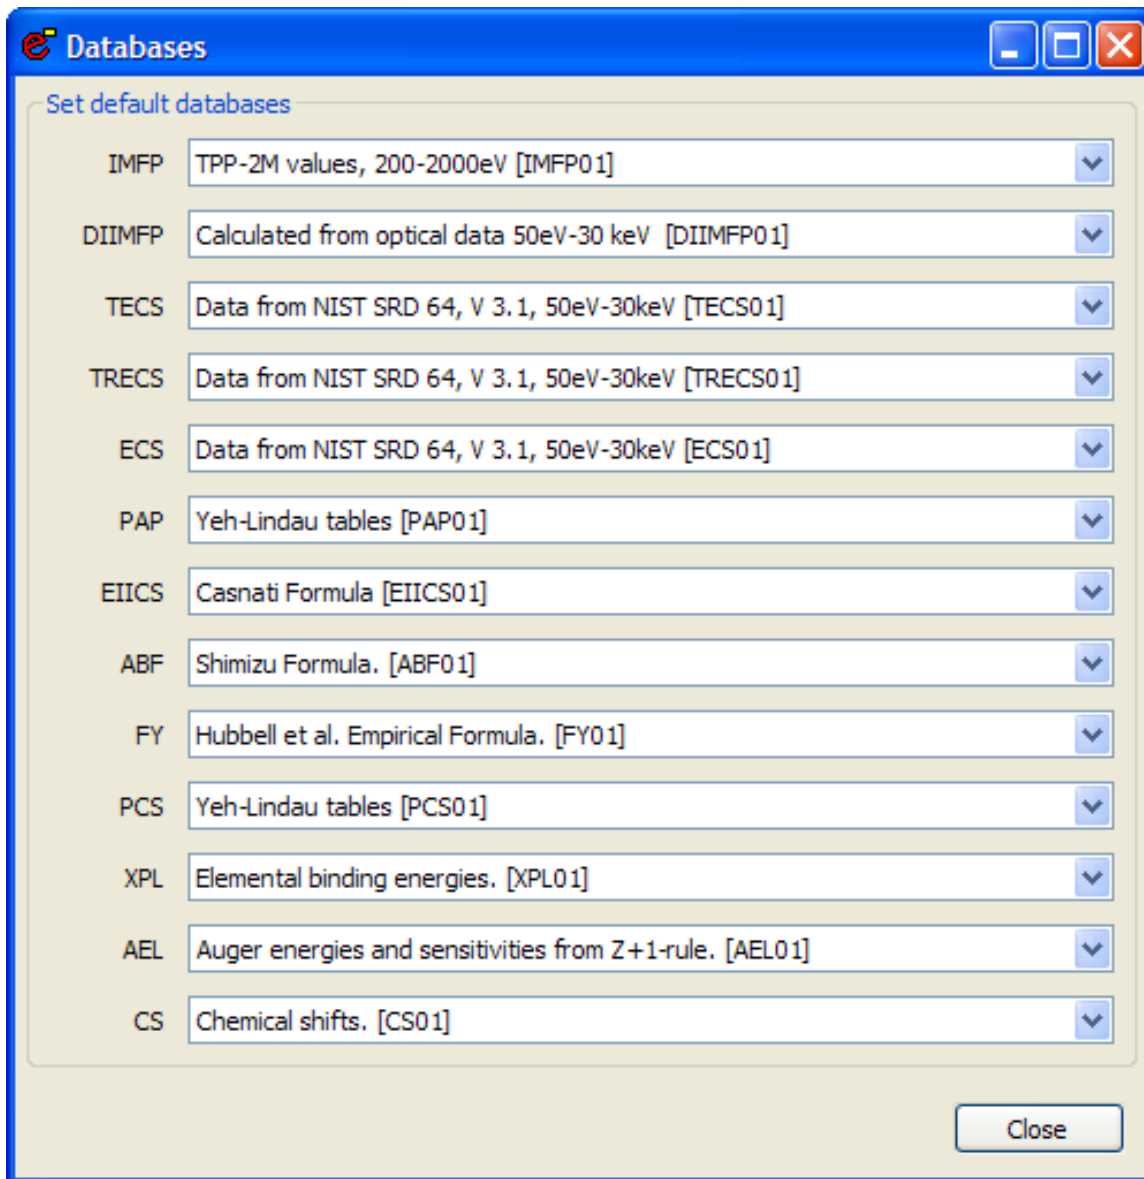 Databases
Set default databases
IMFP TPP-2M values, 200-2000eV [IMFP01]
DIIMFP Calculated from optical data 50eV-30 keV  [DIIMFP01]
TECS Data from NIST SRD 64, V 3.1, 50eV-30keV [TECS01]
TRECS Data from NIST SRD 64, V 3.1, 50eV-30keV [TRECS01]
ECS Data from NIST SRD 64, V 3.1, 50eV-30keV [ECS01]
PAP Yeh-Lindau tables [PAP01]
EIICS Casnati Formula [EIICS01]
ABF Shimizu Formula. [ABF01]
FY Hubbell et al. Empirical Formula. [FY01]
PCS Yeh-Lindau tables [PCS01]
XPL Elemental binding energies. [XPL01]
AEL Auger energies and sensitivities from Z+1-rule. [AEL01]
CS Chemical shifts. [CS01]
Close